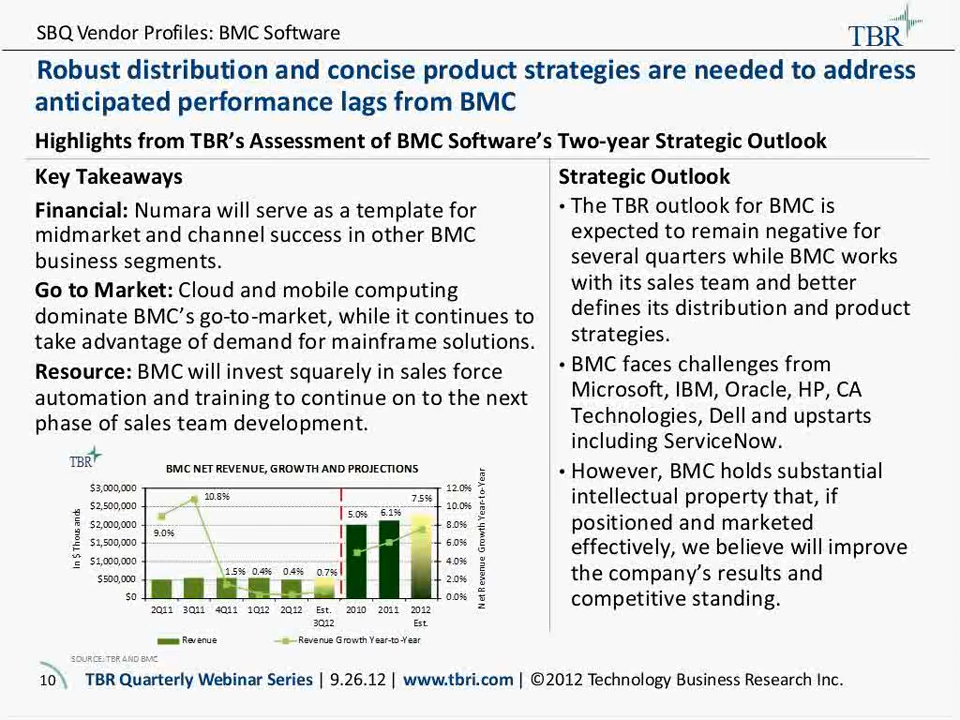 SBQ Vendor Profiles: BMC Software
TBR
Robust distribution and concise product strategies are needed to address
anticipated performance lags from BMC
Highlights from TBR's Assessment of BMC Software's Two-year Strategic Outlook
Key Takeaways
Financial: Numara will serve as a template for
midmarket and channel success in other BMC
business segments.
Go to Market: Cloud and mobile computing
dominate BMC's go-to-market, while it continues to
take advantage of demand for mainframe solutions.
Resource: BMC will invest squarely in sales force
automation and training to continue on to the next
phase of sales team development.
Strategic Outlook
• The TBR outlook for BMC is
expected to remain negative for
several quarters while BMC works
with its sales team and better
defines its distribution and product
strategies.
• BMC faces challenges from
Microsoft, IBM, Oracle, HP, CA
Technologies, Dell and upstarts
including ServiceNow.
• However, BMC holds substantial
intellectual property that, if
positioned and marketed
effectively, we believe will improve
the company's results and
competitive standing.
TBR
BMC NET REVENUE, GROWTH AND PROJECTIONS
In $ Thousands
$3,000,000
$2,500,000
$2,000,000
$1,500,000
$1,000,000
$500,000
$0
9.0%
10.8%
1.5%
0.4%
0.4%
0.7%
5.0%
6.1%
7.5%
12.0%
10.0%
8.0%
6.0%
4.0%
2.0%
0.0%
Net Revenue Growth Year-to-Year
2Q11 3Q11 4Q11 1Q12 2Q12 Est. 2010 2011 2012
3Q12 Est.
Revenue Revenue Growth Year-to-Year
SOURCE: TBR AND BMC
10 TBR Quarterly Webinar Series | 9.26.12 | www.tbri.com | ©2012 Technology Business Research Inc.